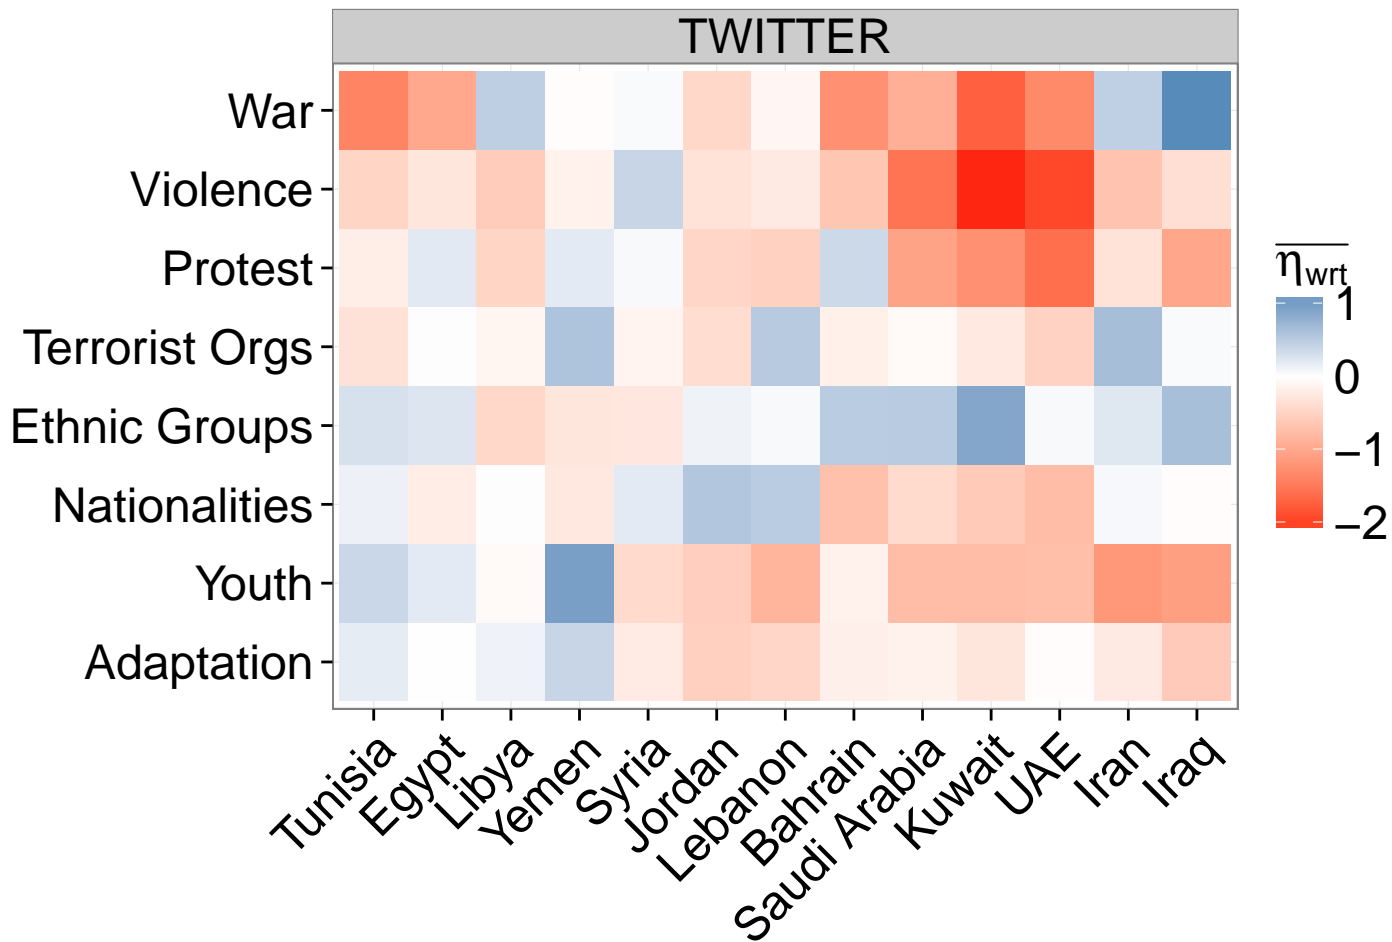 TWITTER
War
Violence
Protest
Terrorist Orgs
Ethnic Groups
Nationalities
Youth
Adaptation
Tunisia
Egypt
Libya
Yemen
Syria
Jordan
Lebanon
Bahrain
Saudi Arabia
Kuwait
UAE
Iran
Iraq
ηwrt
1
0
−1
−2